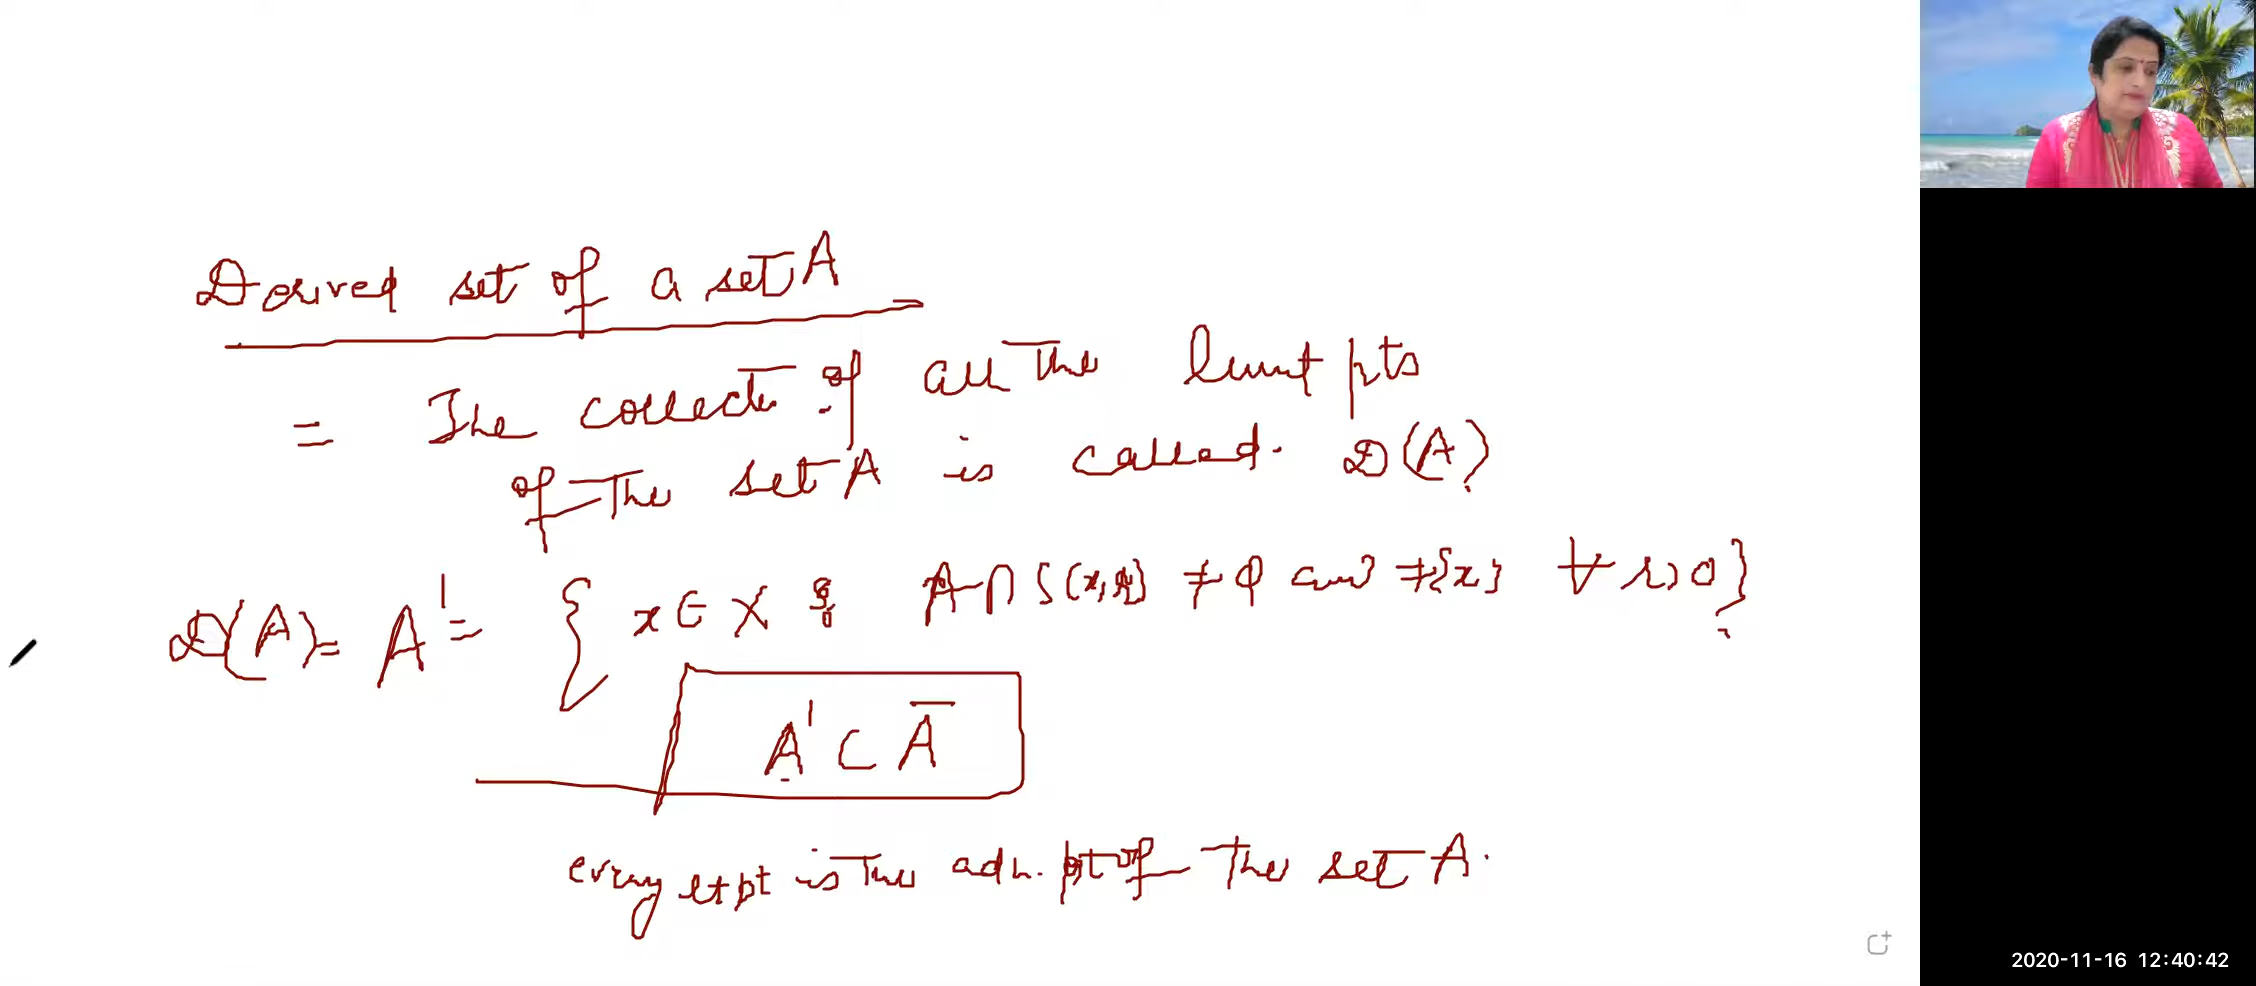 Derived set of a set A
= The collectn. of all the limit pts
of the set A is called. D(A)
D(A) = A' = { x ∈ X ; A ∩ S(x,r) ≠ φ and ≠ {x} ∀ r>0}
A' ⊂ Ā
every lt pt is the adh. pt of the set A.
2020-11-16 12:40:42